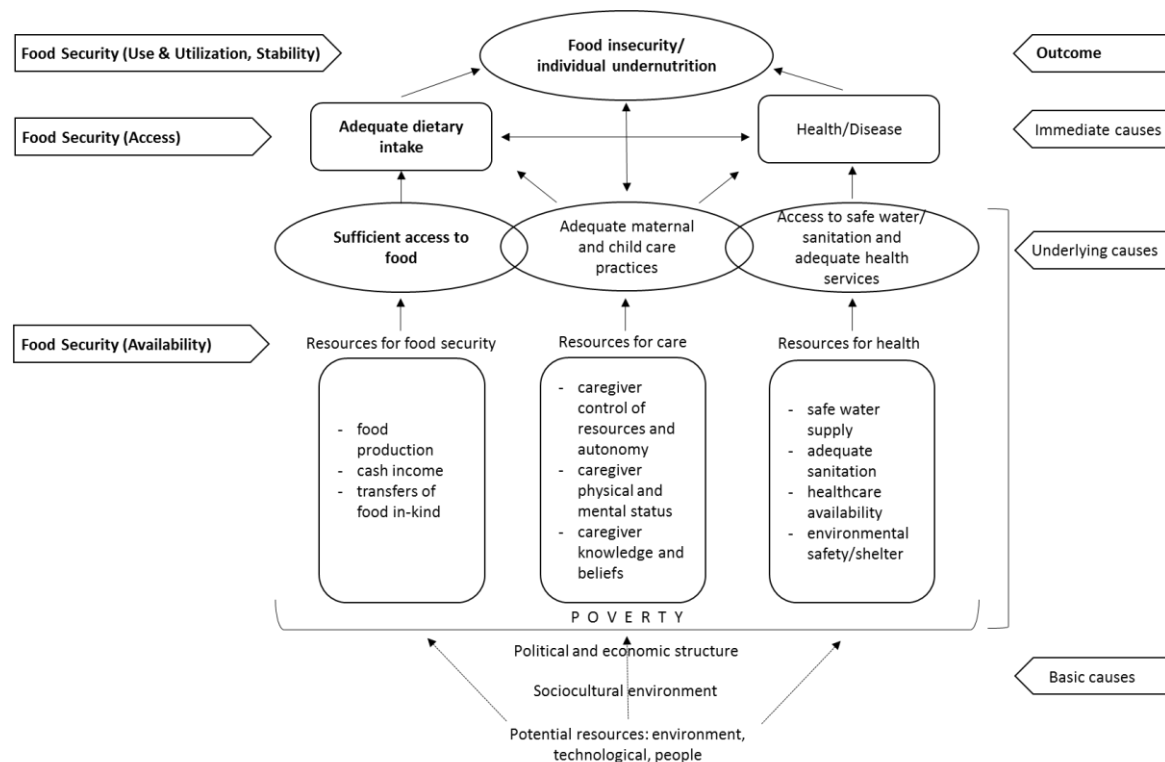 Food Security (Use & Utilization, Stability)
Food insecurity/
individual undernutrition
Outcome
Food Security (Access)
Adequate dietary
intake
Health/Disease
Immediate causes
Sufficient access to
food
Adequate maternal
and child care
practices
Access to safe water/
sanitation and
adequate health
services
Underlying causes
Food Security (Availability)
Resources for food security
Resources for care
Resources for health
- food
production
- cash income
- transfers of
food in-kind
- caregiver
control of
resources and
autonomy
- caregiver
physical and
mental status
- caregiver
knowledge and
beliefs
- safe water
supply
- adequate
sanitation
- healthcare
availability
- environmental
safety/shelter
P O V E R T Y
Political and economic structure
Sociocultural environment
Basic causes
Potential resources: environment,
technological, people